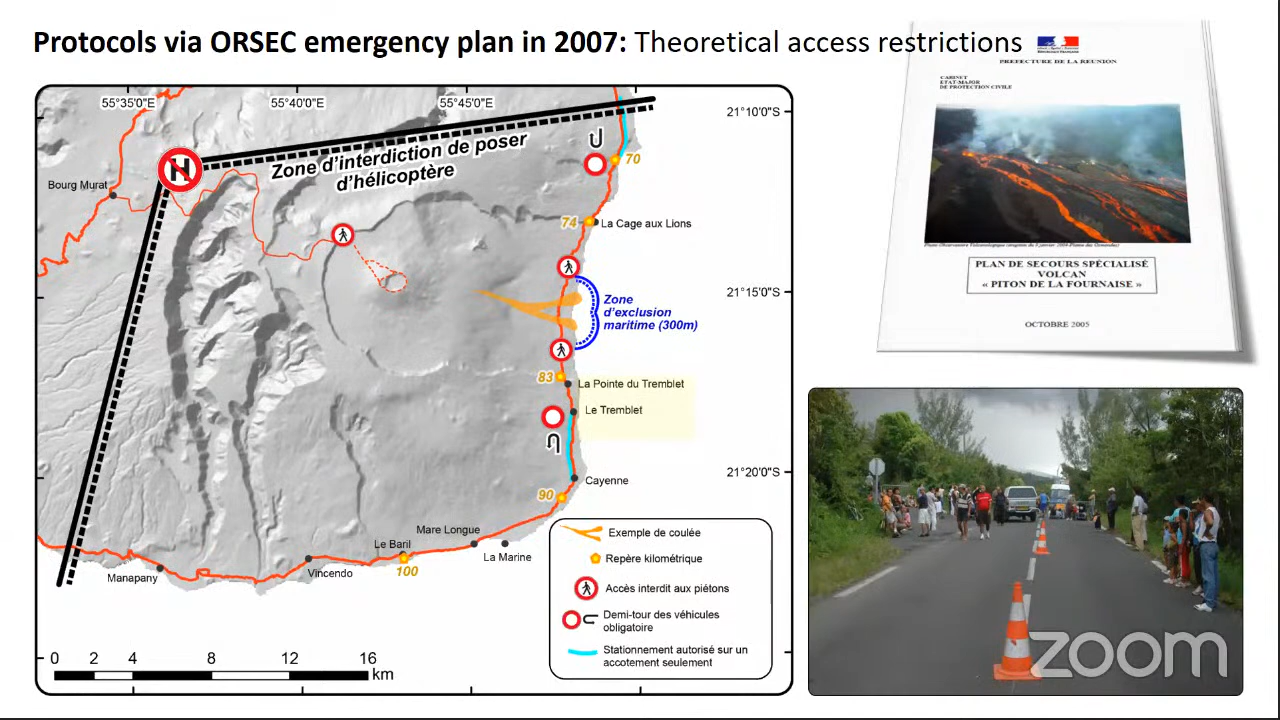 Protocols via ORSEC emergency plan in 2007: Theoretical access restrictions
55°35'0"E
55°40'0"E
55°45'0"E
21°10'0"S
21°15'0"S
21°20'0"S
H
Zone d'interdiction de poser
d'hélicoptère
Bourg Murat
70
74
La Cage aux Lions
Zone
d'exclusion
maritime (300m)
83
La Pointe du Tremblet
Le Tremblet
Cayenne
90
Mare Longue
La Marine
Le Baril
100
Vincendo
Manapany
0 2 4 8 12 16
km
Exemple de coulée
Repère kilométrique
Accès interdit aux piétons
Demi-tour des véhicules
obligatoire
Stationnement autorisé sur un
accotement seulement
PREFECTURE DE LA REUNION
CABINET
ETAT-MAJOR
DE PROTECTION CIVILE
PLAN DE SECOURS SPÉCIALISÉ
VOLCAN
« PITON DE LA FOURNAISE »
OCTOBRE 2005
zoom